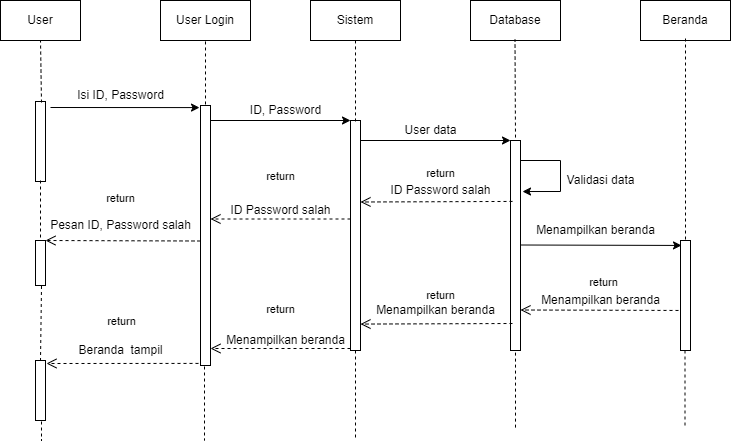 User
User Login
Sistem
Database
Beranda
Isi ID, Password
ID, Password
User data
Validasi data
return
ID Password salah
return
ID Password salah
return
Pesan ID, Password salah
Menampilkan beranda
return
Menampilkan beranda
return
Menampilkan beranda
return
Menampilkan beranda
return
Beranda tampil